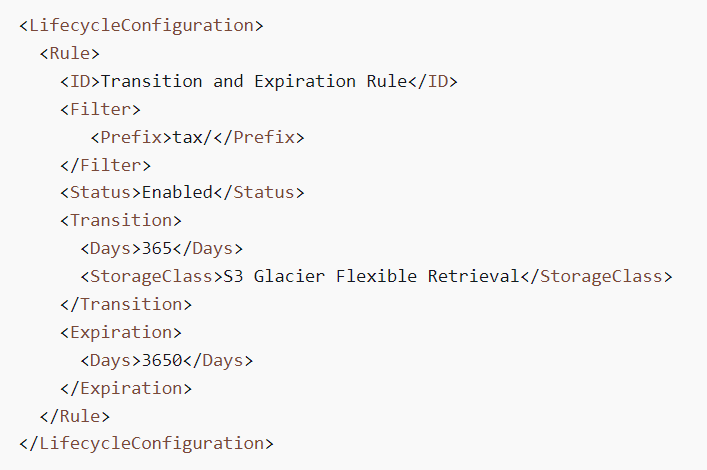 <LifecycleConfiguration>
<Rule>
<ID>Transition and Expiration Rule</ID>
<Filter>
<Prefix>tax/</Prefix>
</Filter>
<Status>Enabled</Status>
<Transition>
<Days>365</Days>
<StorageClass>S3 Glacier Flexible Retrieval</StorageClass>
</Transition>
<Expiration>
<Days>3650</Days>
</Expiration>
</Rule>
</LifecycleConfiguration>